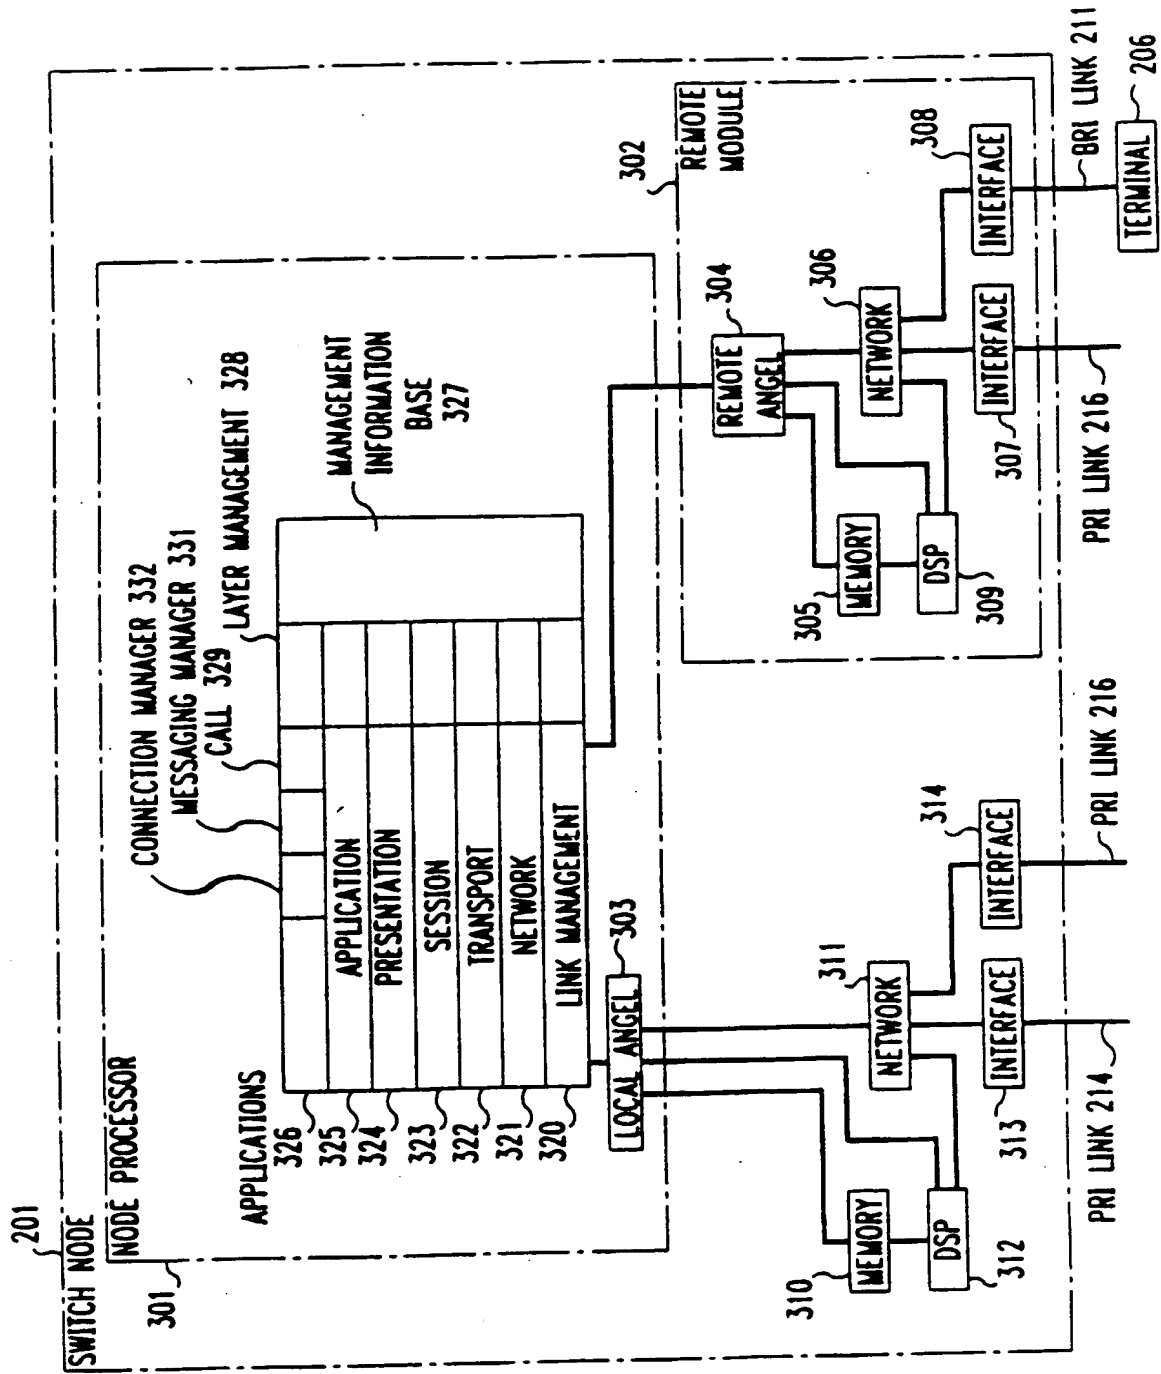 SWITCH NODE
201
NODE PROCESSOR
301
APPLICATIONS
CONNECTION MANAGER 332
MESSAGING MANAGER 331
CALL 329
LAYER MANAGEMENT 328
MANAGEMENT
INFORMATION
BASE
327
326
325
APPLICATION
324
PRESENTATION
323
SESSION
322
TRANSPORT
321
NETWORK
320
LINK MANAGEMENT
LOCAL ANGEL
303
302
REMOTE
MODULE
REMOTE
ANGEL
304
310
MEMORY
DSP
312
NETWORK
311
INTERFACE
313
INTERFACE
314
PRI LINK 214
PRI LINK 216
305
MEMORY
DSP
309
NETWORK
306
307
INTERFACE
INTERFACE
308
PRI LINK 216
BRI LINK 211
TERMINAL
206